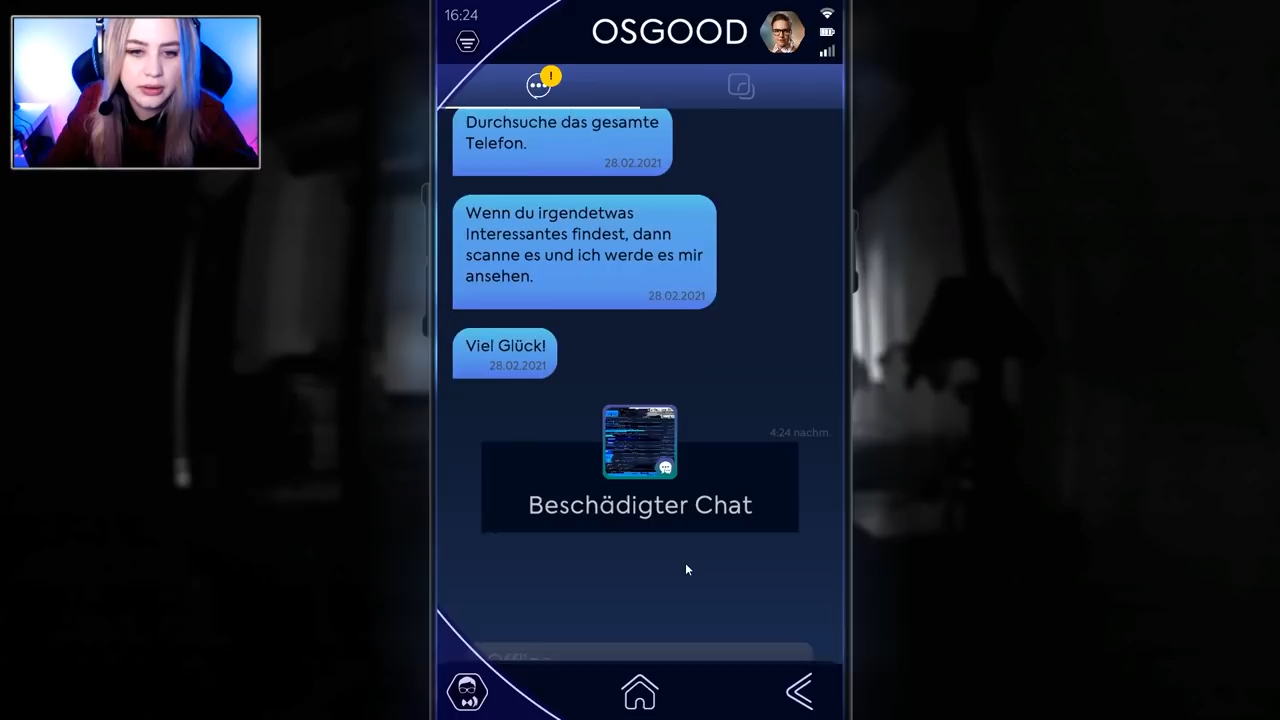 16:24
OSGOOD
!
Durchsuche das gesamte
Telefon.
28.02.2021
Wenn du irgendetwas
Interessantes findest, dann
scanne es und ich werde es mir
ansehen.
28.02.2021
Viel Glück!
28.02.2021
4:24 nachm.
Beschädigter Chat